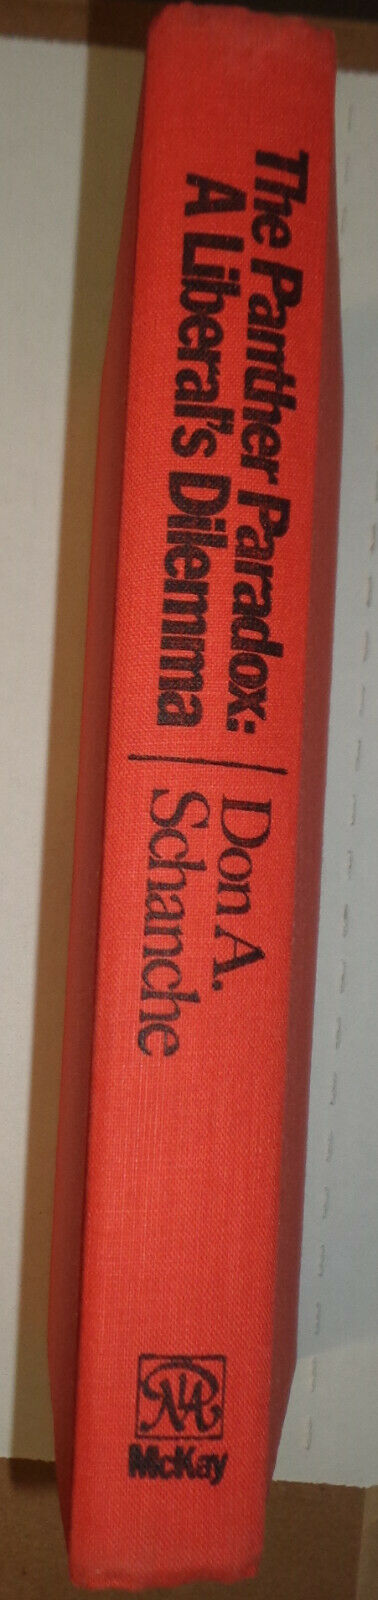 The Panther Paradox:
A Liberal's Dilemma
Don A.
Schanche
McKay